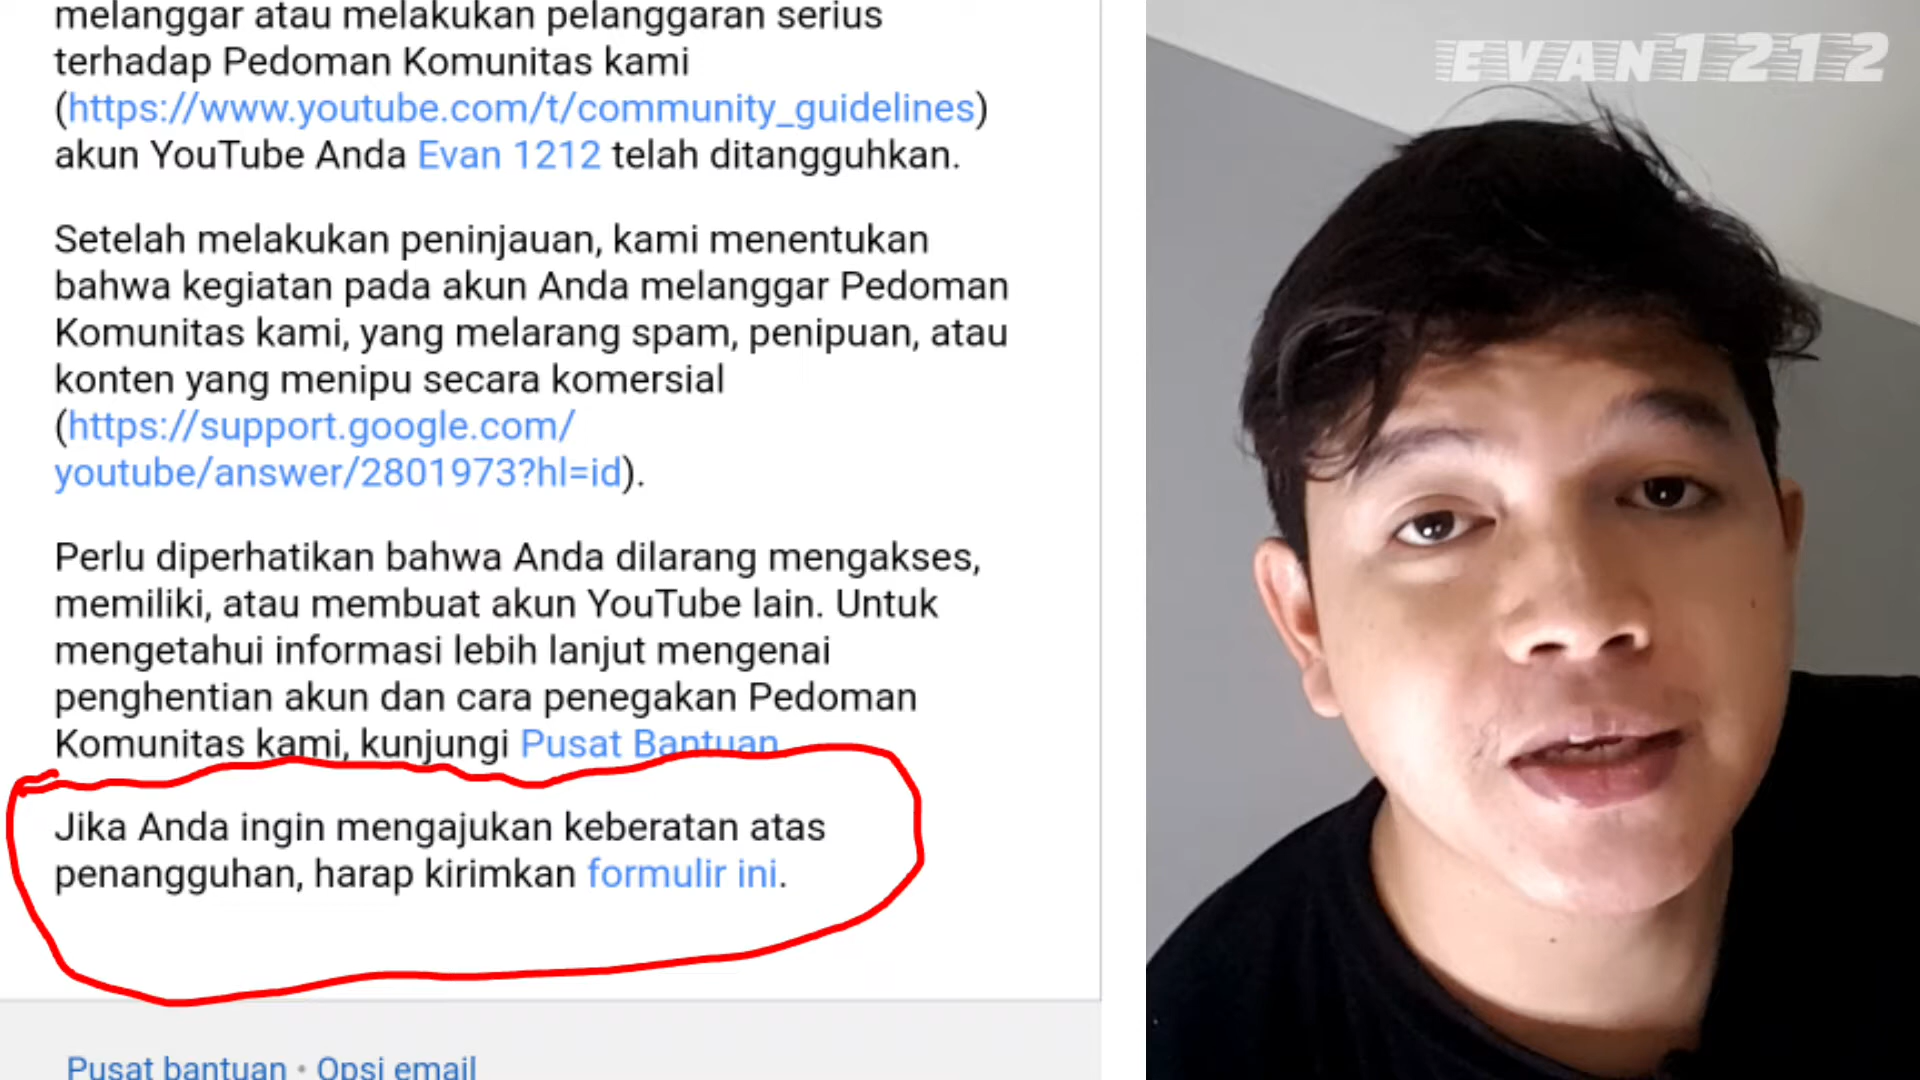 melanggar atau melakukan pelanggaran serius
terhadap Pedoman Komunitas kami
(https://www.youtube.com/t/community_guidelines)
akun YouTube Anda Evan 1212 telah ditangguhkan.
Setelah melakukan peninjauan, kami menentukan
bahwa kegiatan pada akun Anda melanggar Pedoman
Komunitas kami, yang melarang spam, penipuan, atau
konten yang menipu secara komersial
(https://support.google.com/
youtube/answer/2801973?hl=id).
Perlu diperhatikan bahwa Anda dilarang mengakses,
memiliki, atau membuat akun YouTube lain. Untuk
mengetahui informasi lebih lanjut mengenai
penghentian akun dan cara penegakan Pedoman
Komunitas kami, kunjungi Pusat Bantuan
Jika Anda ingin mengajukan keberatan atas
penangguhan, harap kirimkan formulir ini.
Pusat bantuan • Opsi email
EVAN1212